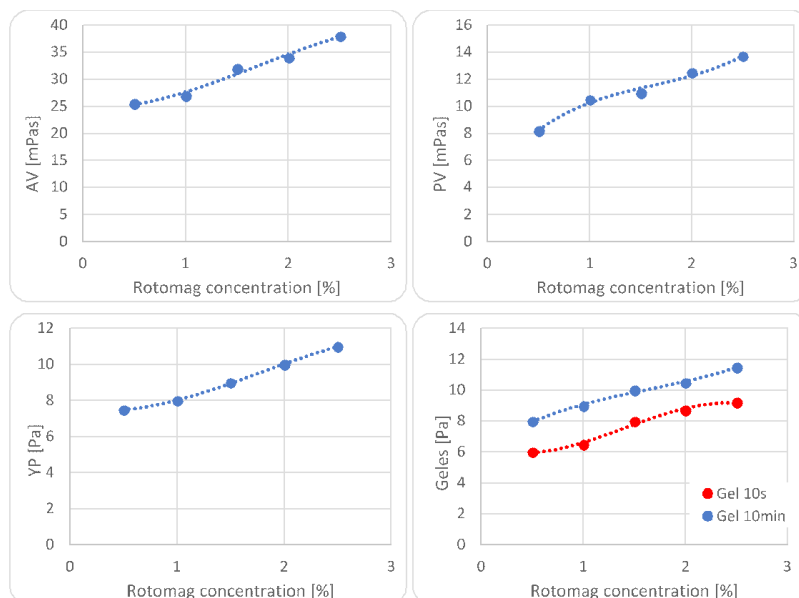 AV [mPas]
40
35
30
25
20
15
10
5
0
0 1 2 3
Rotomag concentration [%]
PV [mPas]
16
14
12
10
8
6
4
2
0
0 1 2 3
Rotomag concentration [%]
YP [Pa]
12
10
8
6
4
2
0
0 1 2 3
Rotomag concentration [%]
Geles [Pa]
14
12
10
8
6
4
2
0
Gel 10s
Gel 10min
0 1 2 3
Rotomag concentration [%]